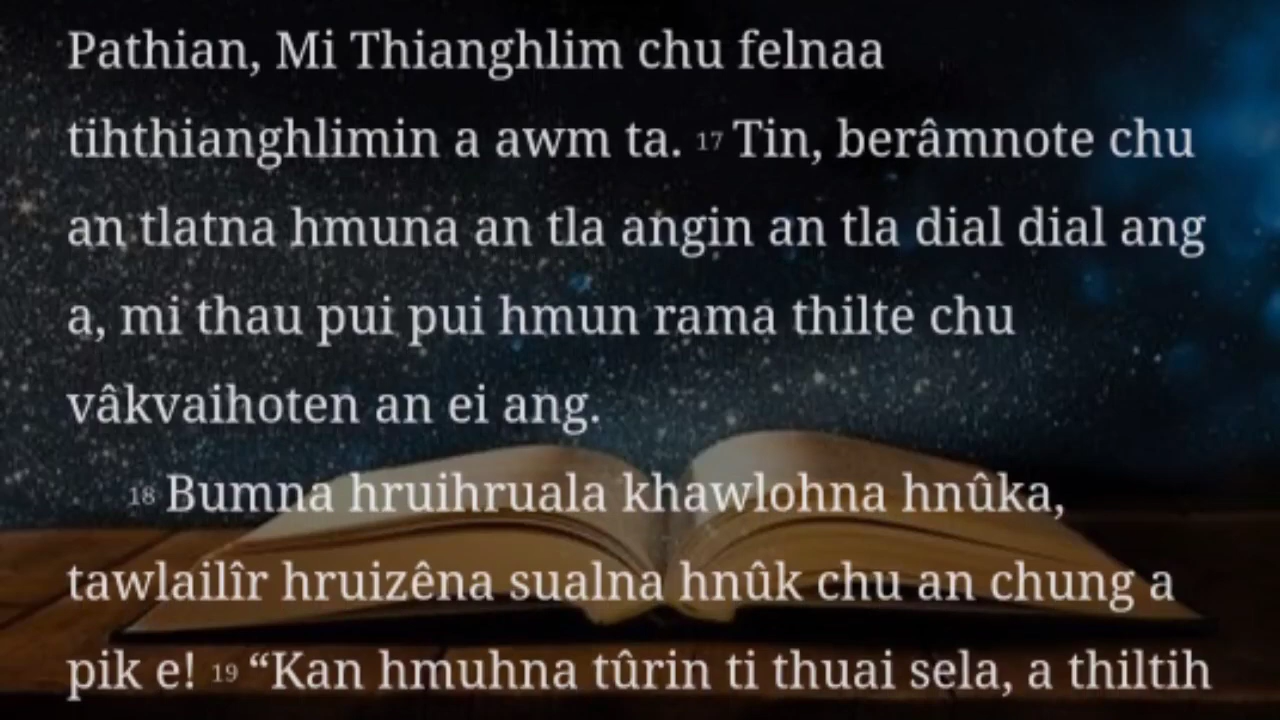 Pathian, Mi Thianghlim chu felnaa
tihthianghlimin a awm ta. 17 Tin, berâmnote chu
an tlatna hmuna an tla angin an tla dial dial ang
a, mi thau pui pui hmun rama thilte chu
vâkvaihoten an ei ang.
18 Bumna hruihruala khawlohna hnûka,
tawlailîr hruizêna sualna hnûk chu an chung a
pik e! 19 “Kan hmuhna tûrin ti thuai sela, a thiltih